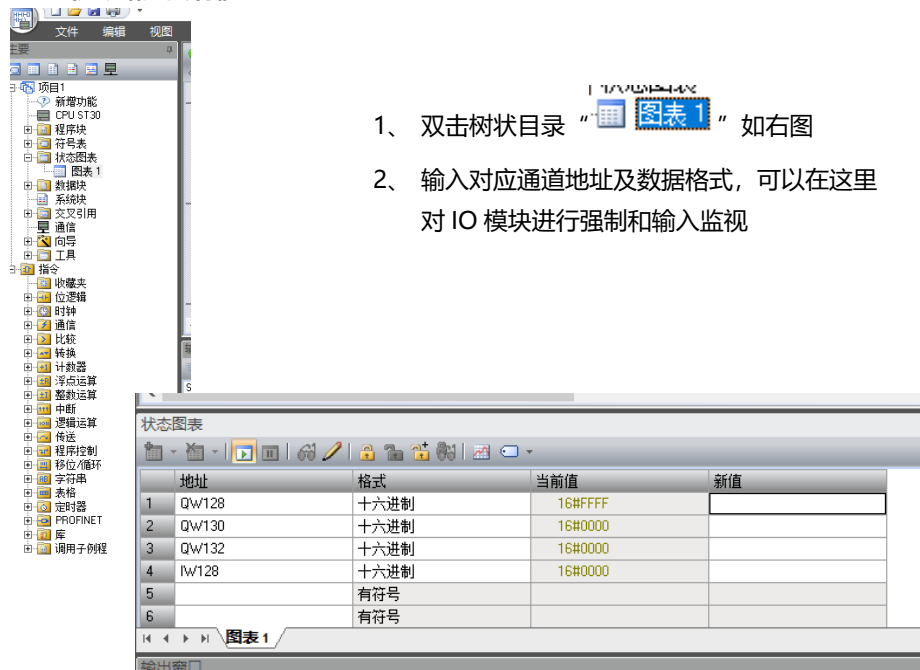 文件 编辑 视图
主要
项目1
新增功能
CPU ST30
程序块
符号表
状态图表
图表 1
数据块
系统块
交叉引用
通信
向导
工具
指令
收藏夹
位逻辑
时钟
通信
比较
转换
计数器
浮点运算
整数运算
中断
逻辑运算
传送
程序控制
移位/循环
字符串
表格
定时器
PROFINET
库
调用子例程
1、 双击树状目录 “ 图表 1 ” 如右图
2、 输入对应通道地址及数据格式，可以在这里
对 IO 模块进行强制和输入监视
状态图表
地址 格式 当前值 新值
1 QW128 十六进制 16#FFFF
2 QW130 十六进制 16#0000
3 QW132 十六进制 16#0000
4 IW128 十六进制 16#0000
5 有符号
6 有符号
图表 1
输出窗口